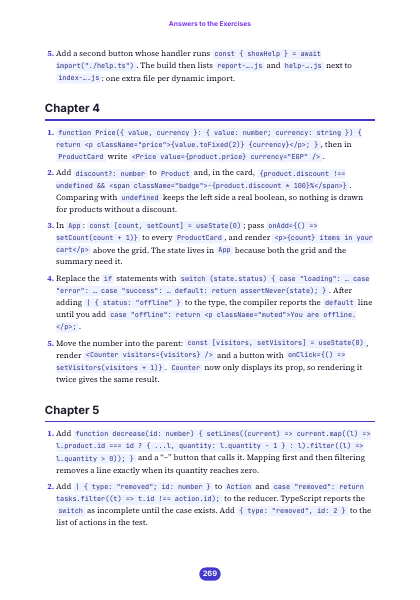 Answers to the Exercises
5. Add a second button whose handler runs const { showHelp } = await
import("./help.ts") . The build then lists report-….js and help-….js next to
index-….js : one extra file per dynamic import.
Chapter 4
1. function Price({ value, currency }: { value: number; currency: string }) {
return <p className="price">{value.toFixed(2)} {currency}</p>; } , then in
ProductCard write <Price value={product.price} currency="EGP" /> .
2. Add discount?: number to Product and, in the card, {product.discount !==
undefined && <span className="badge">-{product.discount * 100}%</span>} .
Comparing with undefined keeps the left side a real boolean, so nothing is drawn
for products without a discount.
3. In App : const [count, setCount] = useState(0) ; pass onAdd={() =>
setCount(count + 1)} to every ProductCard , and render <p>{count} items in your
cart</p> above the grid. The state lives in App because both the grid and the
summary need it.
4. Replace the if statements with switch (state.status) { case "loading": … case
"error": … case "success": … default: return assertNever(state); } . After
adding | { status: "offline" } to the type, the compiler reports the default line
until you add case "offline": return <p className="muted">You are offline.
</p>; .
5. Move the number into the parent: const [visitors, setVisitors] = useState(0) ,
render <Counter visitors={visitors} /> and a button with onClick={() =>
setVisitors(visitors + 1)} . Counter now only displays its prop, so rendering it
twice gives the same result.
Chapter 5
1. Add function decrease(id: number) { setLines((current) => current.map((l) =>
l.product.id === id ? { ...l, quantity: l.quantity - 1 } : l).filter((l) =>
l.quantity > 0)); } and a “−” button that calls it. Mapping first and then filtering
removes a line exactly when its quantity reaches zero.
2. Add | { type: "removed"; id: number } to Action and case "removed": return
tasks.filter((t) => t.id !== action.id); to the reducer. TypeScript reports the
switch as incomplete until the case exists. Add { type: "removed", id: 2 } to the
list of actions in the test.
269